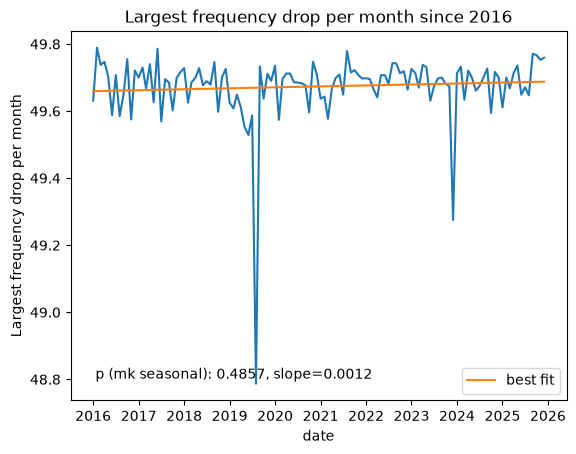 Largest frequency drop per month since 2016
Largest frequency drop per month
49.8
49.6
49.4
49.2
49.0
48.8
p (mk seasonal): 0.4857, slope=0.0012
best fit
2016 2017 2018 2019 2020 2021 2022 2023 2024 2025 2026
date